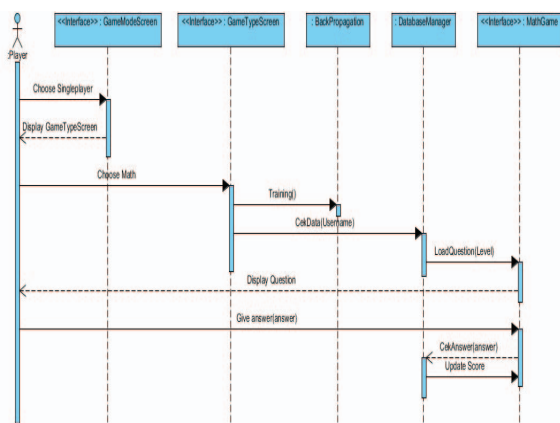 <<Interface>> : GameModeScreen
<<Interface>> : GameTypeScreen
: BackPropagation
: DatabaseManager
<<Interface>> : MathGame
:Player
Choose Singleplayer
Display GameTypeScreen
Choose Math
Training()
CekData(Username)
LoadQuestion(Level)
Display Question
Give answer(answer)
CekAnswer(answer)
Update Score